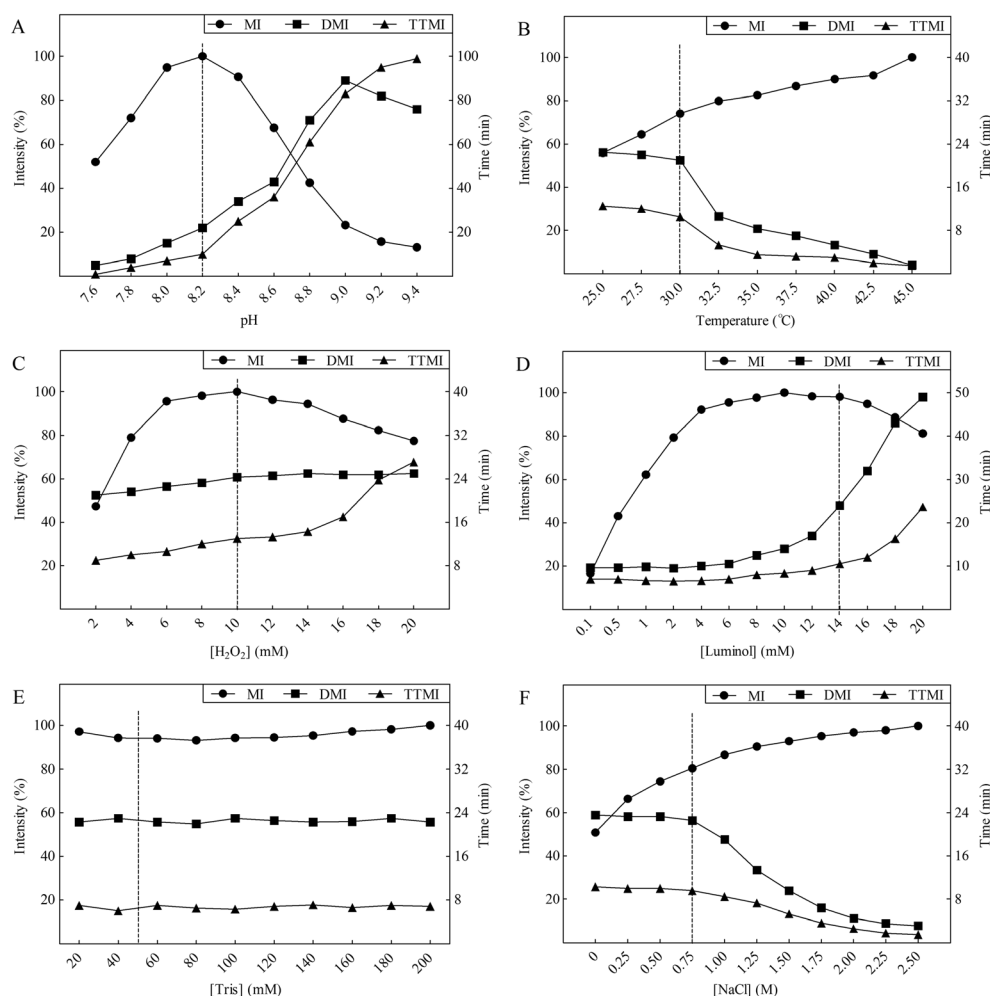 A
MI DMI TTMI
Intensity (%)
100
80
60
40
20
Time (min)
100
80
60
40
20
7.6 7.8 8.0 8.2 8.4 8.6 8.8 9.0 9.2 9.4
pH
B
MI DMI TTMI
Intensity (%)
100
80
60
40
20
Time (min)
40
32
24
16
8
25.0 27.5 30.0 32.5 35.0 37.5 40.0 42.5 45.0
Temperature (℃)
C
MI DMI TTMI
Intensity (%)
100
80
60
40
20
Time (min)
40
31
24
16
8
2 4 6 8 10 12 14 16 18 20
[H₂O₂] (mM)
D
MI DMI TTMI
Intensity (%)
100
80
60
40
20
Time (min)
50
40
30
20
10
0.1 0.5 1 2 4 6 8 10 12 14 16 18 20
[Luminol] (mM)
E
MI DMI TTMI
Intensity (%)
100
80
60
40
20
Time (min)
40
32
24
16
8
20 40 60 80 100 120 140 160 180 200
[Tris] (mM)
F
MI DMI TTMI
Intensity (%)
100
80
60
40
20
Time (min)
40
32
24
16
8
0 0.25 0.50 0.75 1.00 1.25 1.50 1.75 2.00 2.25 2.50
[NaCl] (M)